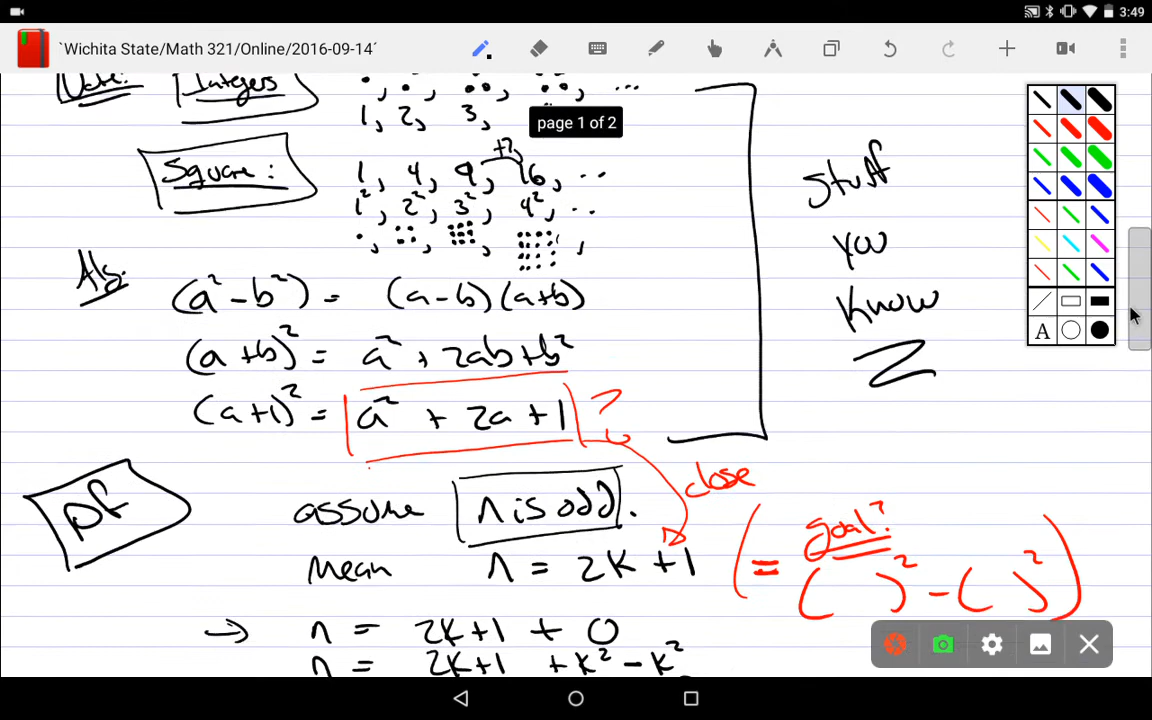 3:49
`Wichita State/Math 321/Online/2016-09-14´
Note: Integers
1, 2, 3,
page 1 of 2
+7
Square: 1, 4, 9, 16, ...
1², 2², 3², 4², ..
Alg: (a² - b²) = (a-b)(a+b)
(a+b)² = a² + 2ab + b²
(a+1)² = a² + 2a + 1 ?
stuff
you
know
A
close
pf assume n is odd.
mean n = 2k + 1
goal?
( = ( )² - ( )² )
→ n = 2k+1 + 0
n = 2k+1 + k² - k²